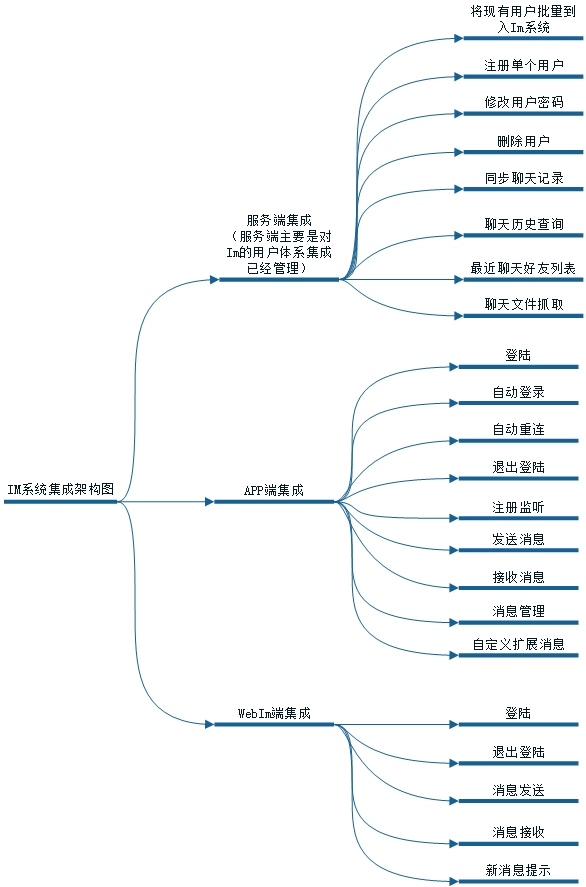 IM系统集成架构图
服务端集成
（服务端主要是对
Im的用户体系集成
已经管理）
将现有用户批量到
入Im系统
注册单个用户
修改用户密码
删除用户
同步聊天记录
聊天历史查询
最近聊天好友列表
聊天文件抓取
APP端集成
登陆
自动登录
自动重连
退出登陆
注册监听
发送消息
接收消息
消息管理
自定义扩展消息
WebIm端集成
登陆
退出登陆
消息发送
消息接收
新消息提示